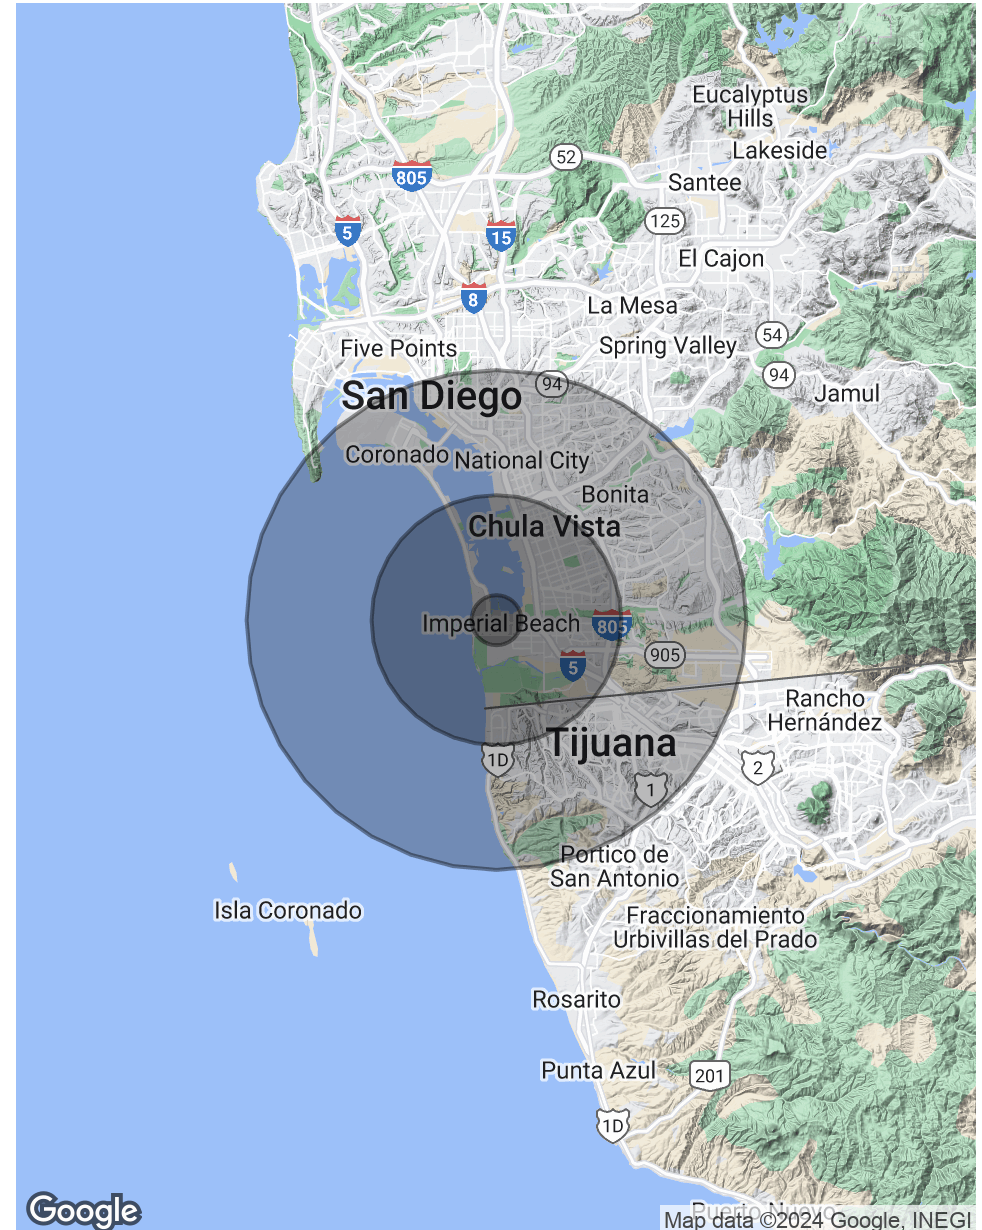 Eucalyptus
Hills
Lakeside
52
805
Santee
125
5
15
El Cajon
8
La Mesa
54
Five Points
Spring Valley
94
94
San Diego
Jamul
Coronado
National City
Bonita
Chula Vista
Imperial Beach
805
905
5
Rancho
Hernández
Tijuana
1D
2
1
Portico de
San Antonio
Isla Coronado
Fraccionamiento
Urbivillas del Prado
Rosarito
Punta Azul
201
1D
Puerto Nuevo
Google
Map data ©2024 Google, INEGI